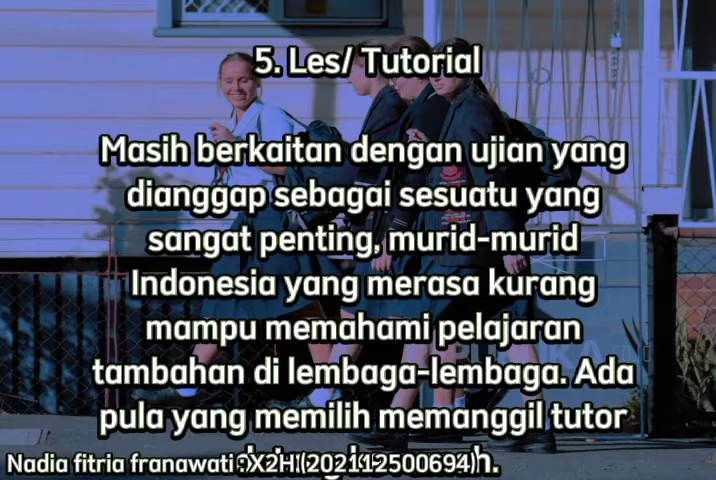 5. Les/ Tutorial
Masih berkaitan dengan ujian yang
dianggap sebagai sesuatu yang
sangat penting, murid-murid
Indonesia yang merasa kurang
mampu memahami pelajaran
tambahan di lembaga-lembaga. Ada
pula yang memilih memanggil tutor
Nadia fitria franawati X2H (202112500694)